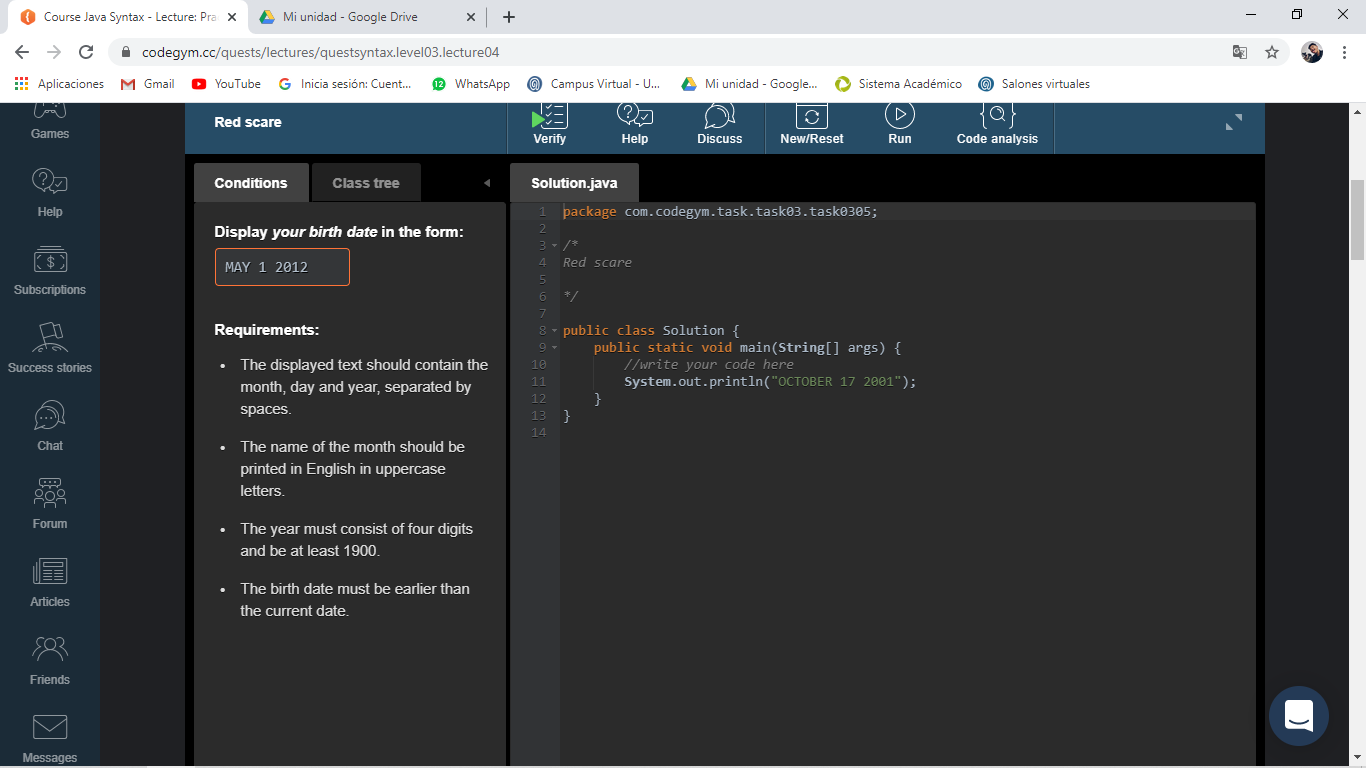 Course Java Syntax - Lecture: Pra
Mi unidad - Google Drive
codegym.cc/quests/lectures/questsyntax.level03.lecture04
Aplicaciones
Gmail
YouTube
Inicia sesión: Cuent...
12
WhatsApp
Campus Virtual - U...
Mi unidad - Google...
Sistema Académico
Salones virtuales
Games
Help
Subscriptions
Success stories
Chat
Forum
Articles
Friends
Messages
Red scare
Verify
Help
Discuss
New/Reset
Run
Code analysis
Conditions
Class tree
Display your birth date in the form:
MAY 1 2012
Requirements:
• The displayed text should contain the
month, day and year, separated by
spaces.
• The name of the month should be
printed in English in uppercase
letters.
• The year must consist of four digits
and be at least 1900.
• The birth date must be earlier than
the current date.
Solution.java
1 package com.codegym.task.task03.task0305;
2
3 /*
4 Red scare
5
6 */
7
8 public class Solution {
9 public static void main(String[] args) {
10 //write your code here
11 System.out.println("OCTOBER 17 2001");
12 }
13 }
14